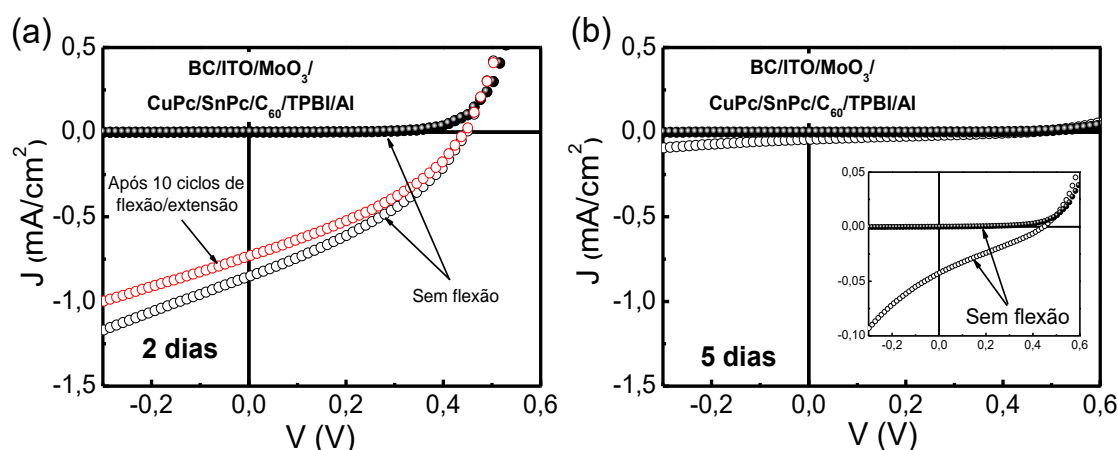 (a)
0,5
0,0
-0,5
-1,0
-1,5
J (mA/cm²)
BC/ITO/MoO₃/
CuPc/SnPc/C₆₀/TPBI/Al
Após 10 ciclos de
flexão/extensão
Sem flexão
2 dias
-0,2
0,0
0,2
0,4
0,6
V (V)
(b)
0,5
0,0
-0,5
-1,0
-1,5
J (mA/cm²)
BC/ITO/MoO₃/
CuPc/SnPc/C₆₀/TPBI/Al
0,05
0,00
-0,05
-0,10
Sem flexão
-0,2
0,0
0,2
0,4
0,6
5 dias
-0,2
0,0
0,2
0,4
0,6
V (V)